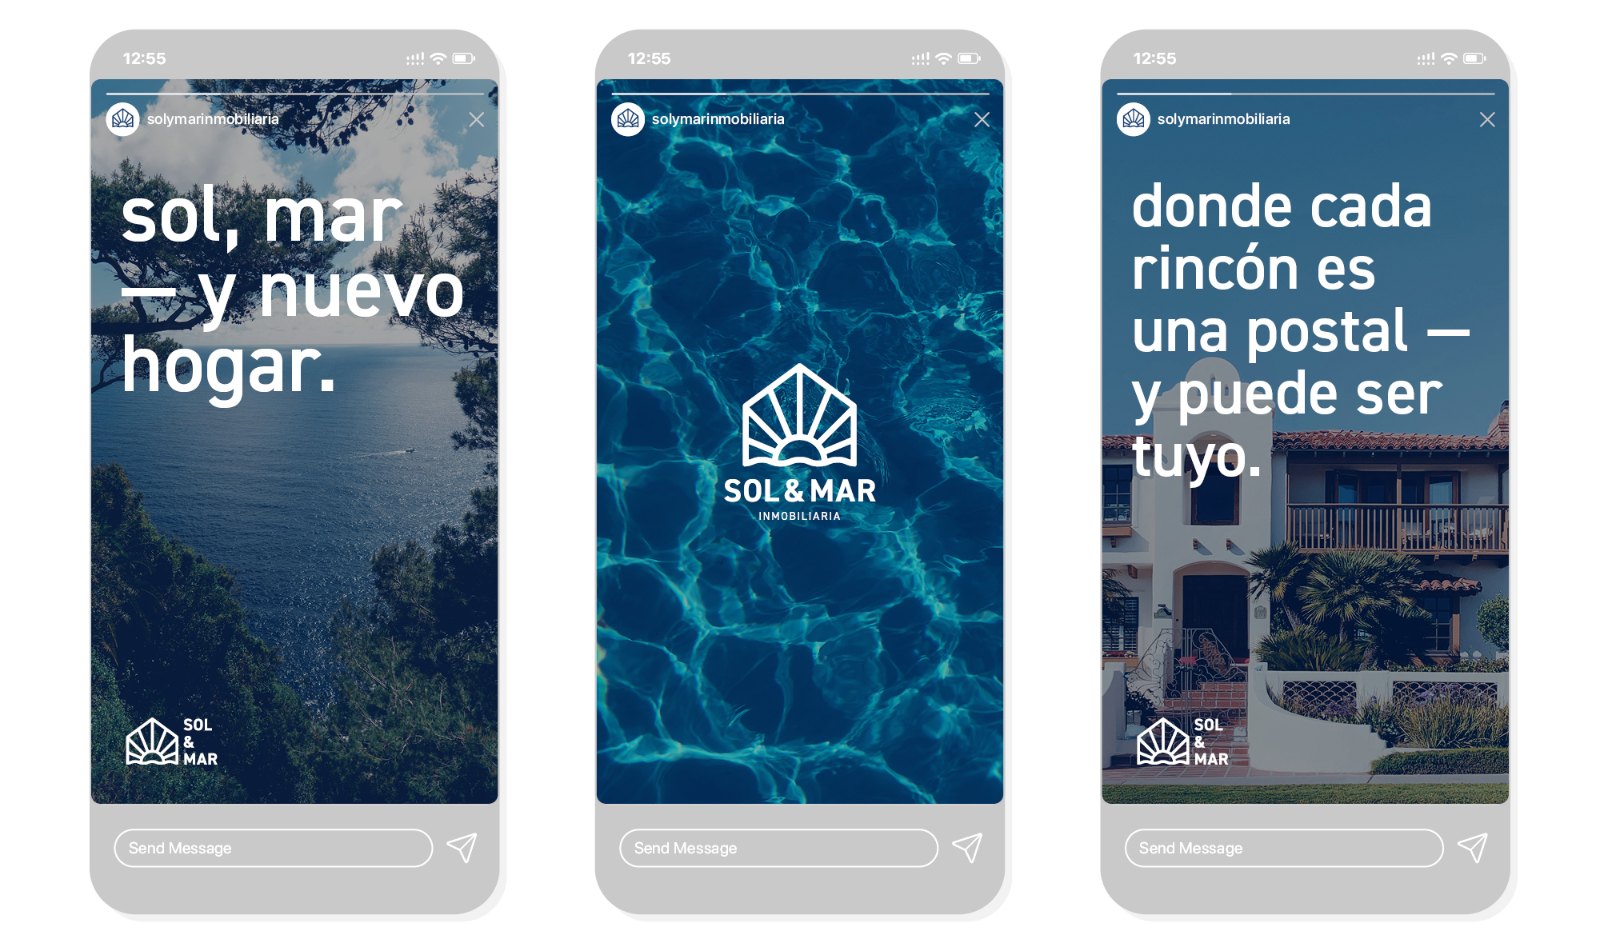 12:55
solymarinmobiliaria
sol, mar
— y nuevo
hogar.
SOL
&
MAR
Send Message
12:55
solymarinmobiliaria
SOL & MAR
INMOBILIARIA
Send Message
12:55
solymarinmobiliaria
donde cada
rincón es
una postal —
y puede ser
tuyo.
SOL
&
MAR
Send Message